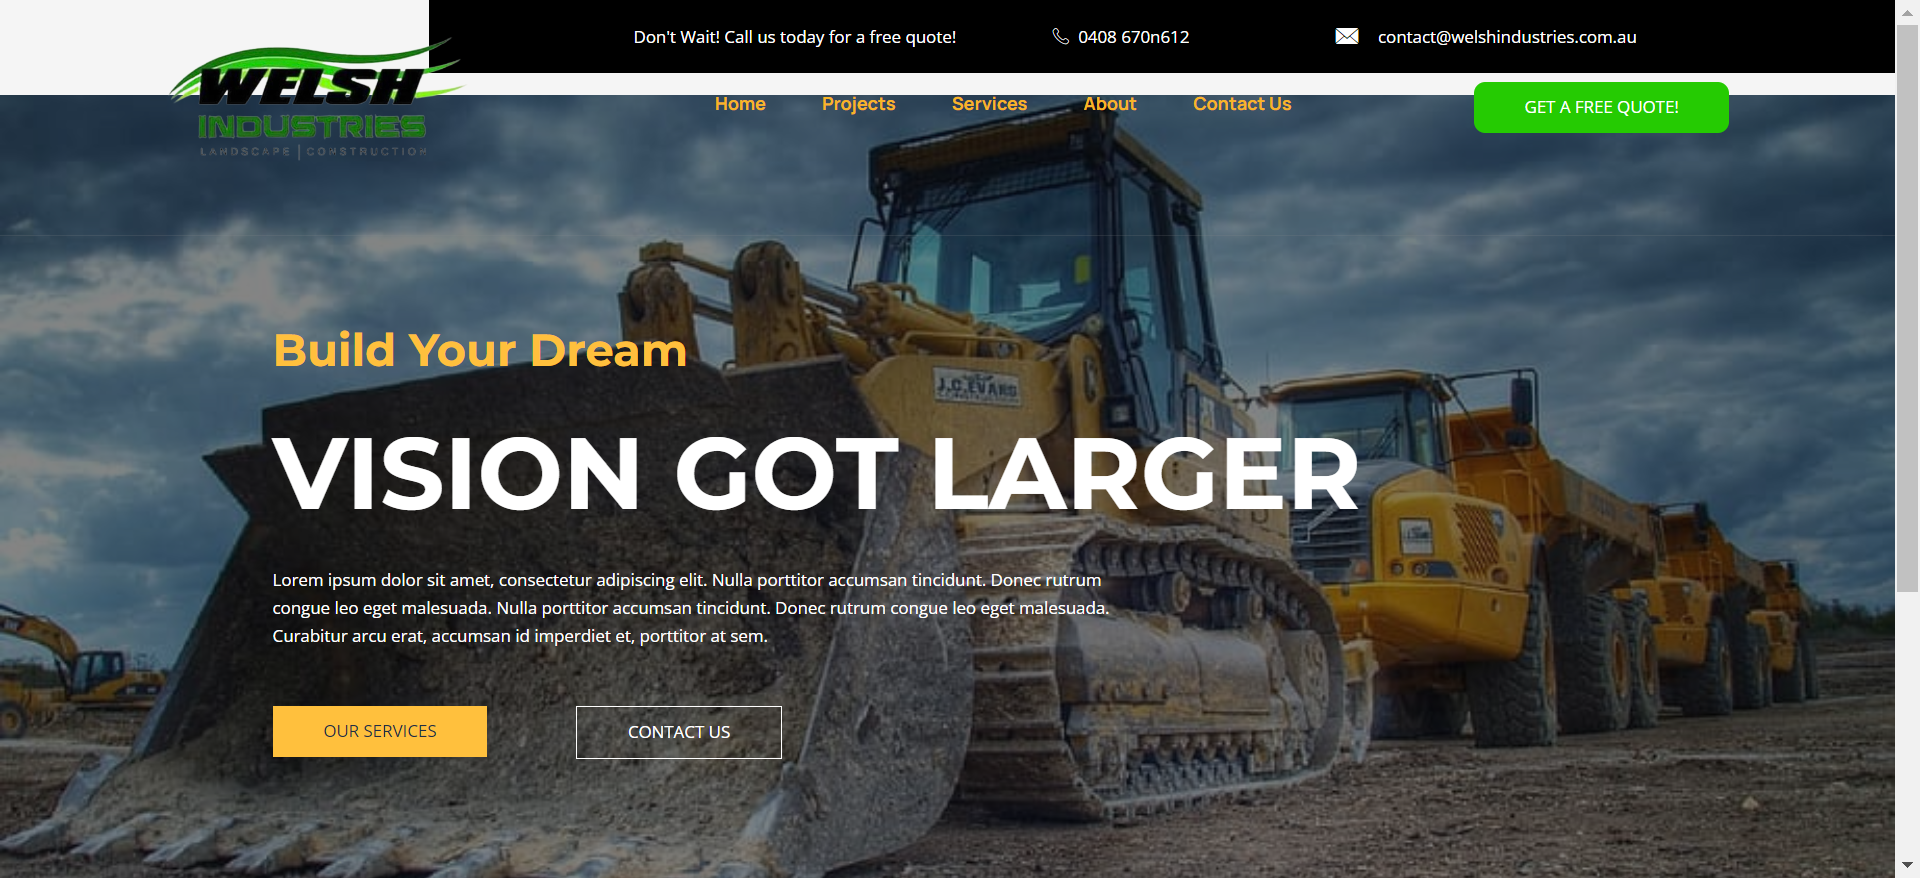 Don't Wait! Call us today for a free quote!
0408 670n612
contact@welshindustries.com.au
WELSH
INDUSTRIES
LANDSCAPE | CONSTRUCTION
Home
Projects
Services
About
Contact Us
GET A FREE QUOTE!
Build Your Dream
J.C.EVANS
CONSTRUCTION
VISION GOT LARGER
Lorem ipsum dolor sit amet, consectetur adipiscing elit. Nulla porttitor accumsan tincidunt. Donec rutrum
congue leo eget malesuada. Nulla porttitor accumsan tincidunt. Donec rutrum congue leo eget malesuada.
Curabitur arcu erat, accumsan id imperdiet et, porttitor at sem.
OUR SERVICES
CONTACT US